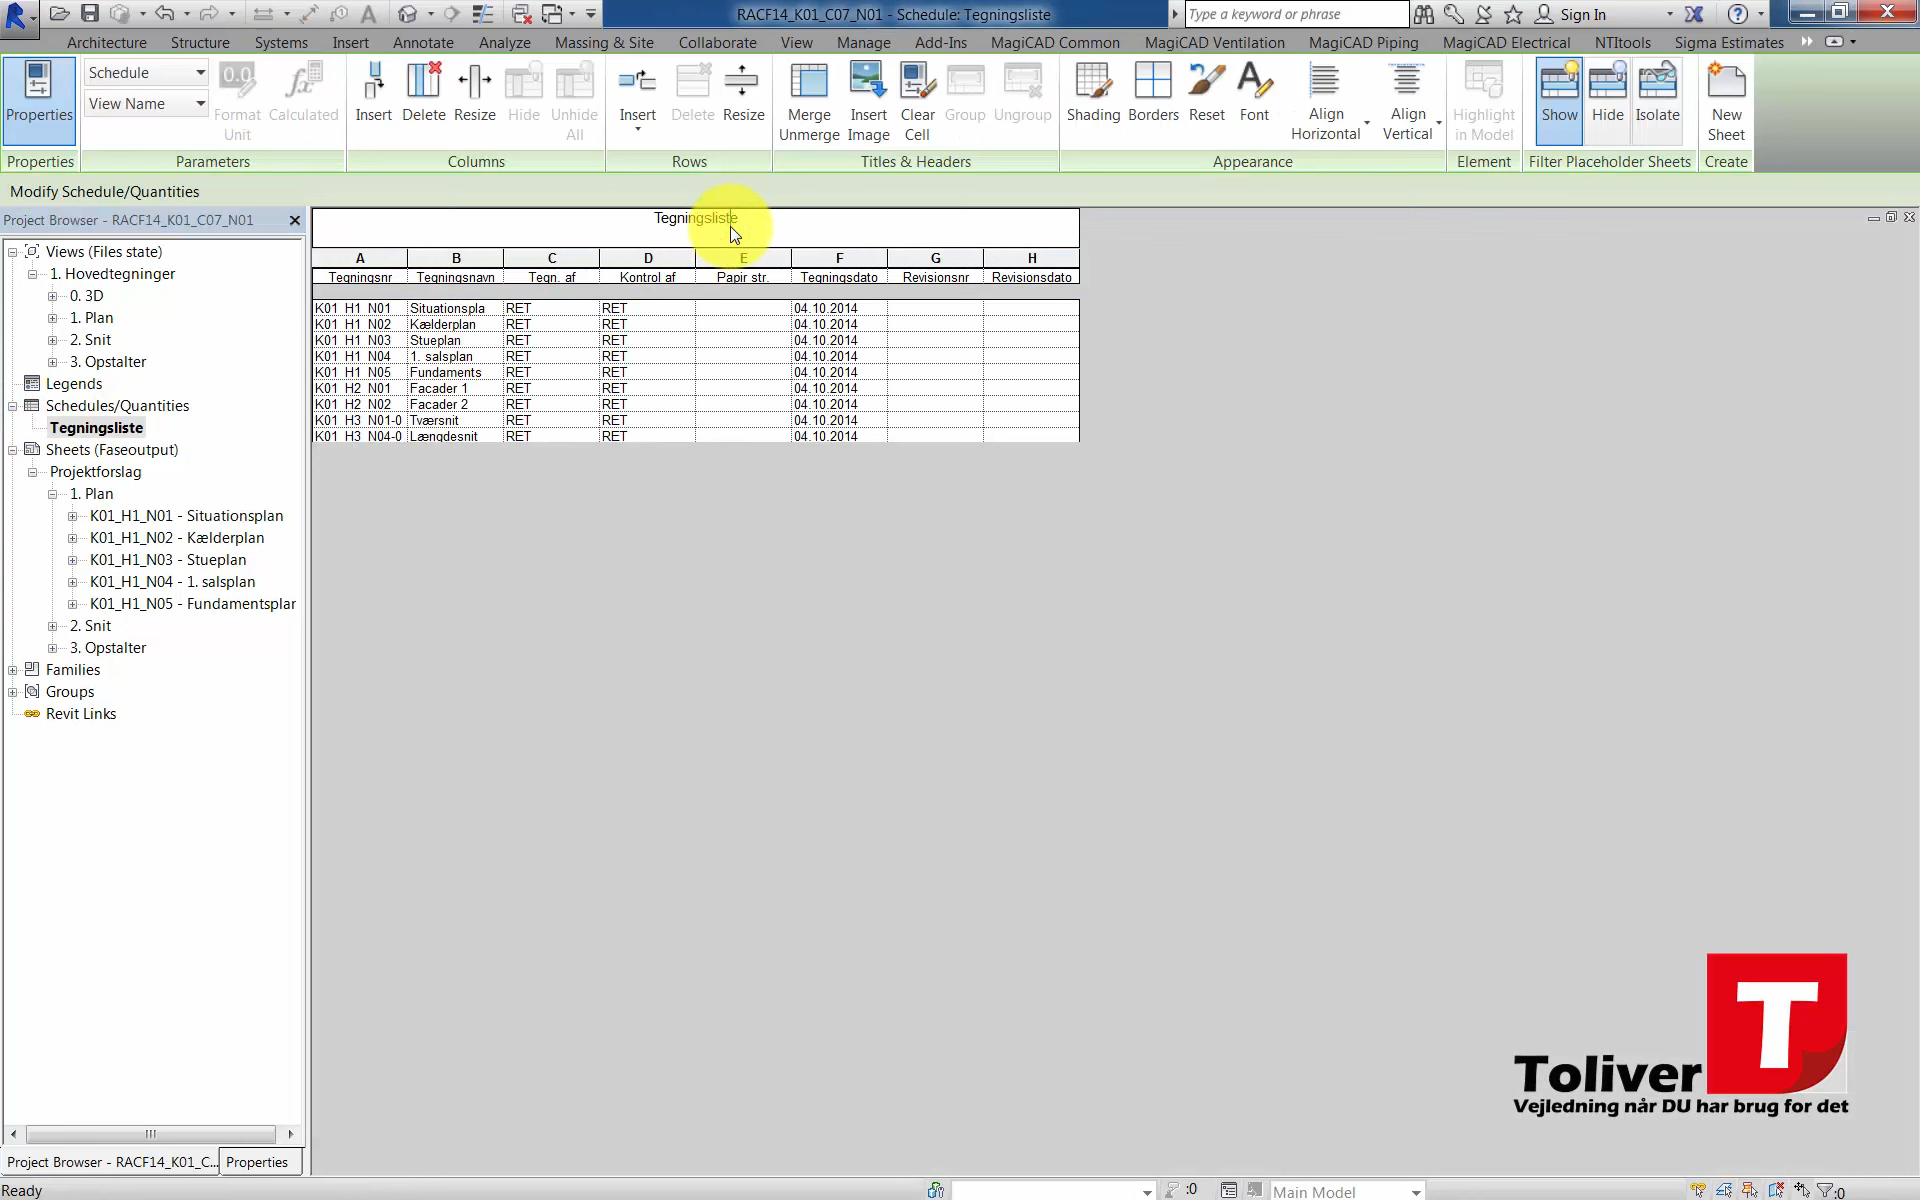 RACF14_K01_C07_N01 - Schedule: Tegningsliste
Type a keyword or phrase
Sign In
Architecture Structure Systems Insert Annotate Analyze Massing & Site Collaborate View Manage Add-Ins MagiCAD Common MagiCAD Ventilation MagiCAD Piping MagiCAD Electrical NTItools Sigma Estimates
Properties
Schedule
View Name
0.0
Format Unit
fx
Calculated
Insert Delete Resize Hide Unhide All
Insert Delete Resize
Merge Unmerge
Insert Image
Clear Cell
Group Ungroup
Shading Borders Reset Font
Align Horizontal
Align Vertical
Highlight in Model
Show Hide Isolate
New Sheet
Properties Parameters Columns Rows Titles & Headers Appearance Element Filter Placeholder Sheets Create
Modify Schedule/Quantities
Project Browser - RACF14_K01_C07_N01
Views (Files state)
1. Hovedtegninger
0. 3D
1. Plan
2. Snit
3. Opstalter
Legends
Schedules/Quantities
Tegningsliste
Sheets (Faseoutput)
Projektforslag
1. Plan
K01_H1_N01 - Situationsplan
K01_H1_N02 - Kælderplan
K01_H1_N03 - Stueplan
K01_H1_N04 - 1. salsplan
K01_H1_N05 - Fundamentsplar
2. Snit
3. Opstalter
Families
Groups
Revit Links
Project Browser - RACF14_K01_C...
Properties
Tegningsliste
A B C D E F G H
Tegningsnr Tegningsnavn Tegn. af Kontrol af Papir str. Tegningsdato Revisionsnr Revisionsdato
K01_H1_N01 Situationspla RET RET 04.10.2014
K01_H1_N02 Kælderplan RET RET 04.10.2014
K01_H1_N03 Stueplan RET RET 04.10.2014
K01_H1_N04 1. salsplan RET RET 04.10.2014
K01_H1_N05 Fundaments RET RET 04.10.2014
K01_H2_N01 Facader 1 RET RET 04.10.2014
K01_H2_N02 Facader 2 RET RET 04.10.2014
K01_H3_N01-0 Tværsnit RET RET 04.10.2014
K01_H3_N04-0 Længdesnit RET RET 04.10.2014
T
Toliver
Vejledning når DU har brug for det
Ready
:0
Main Model
:0